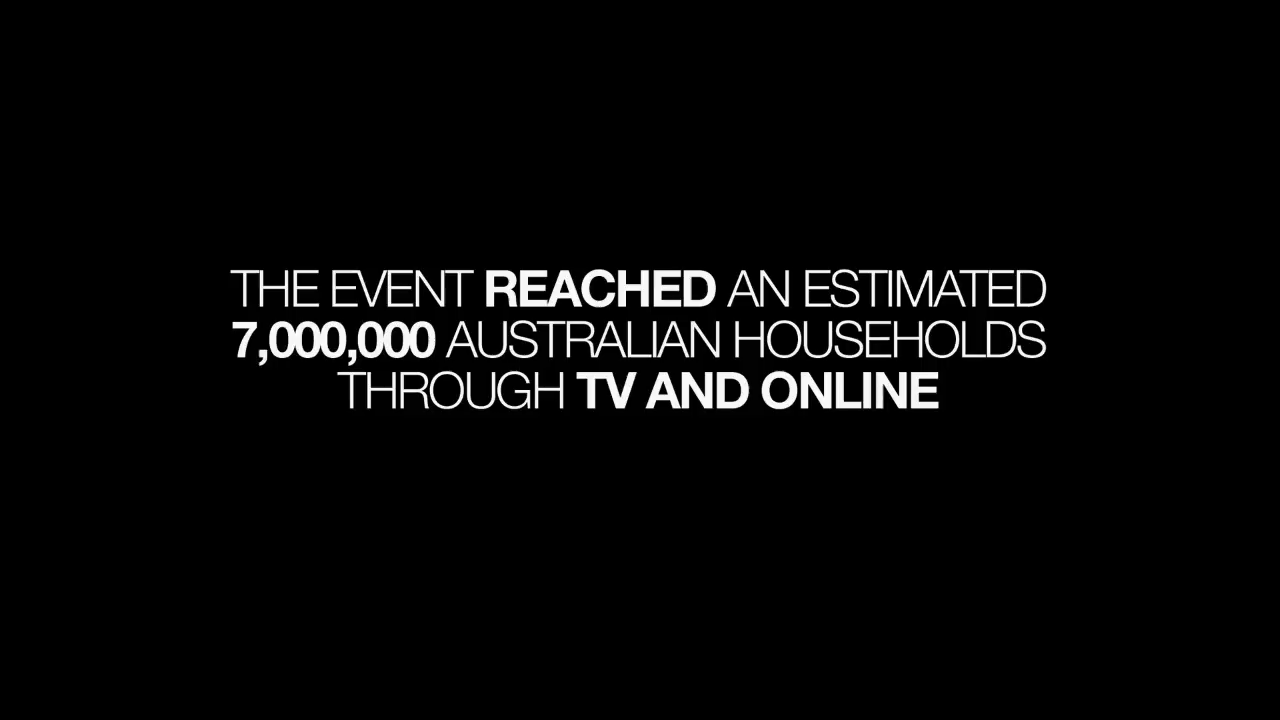 THE EVENT REACHED AN ESTIMATED
7,000,000 AUSTRALIAN HOUSEHOLDS
THROUGH TV AND ONLINE